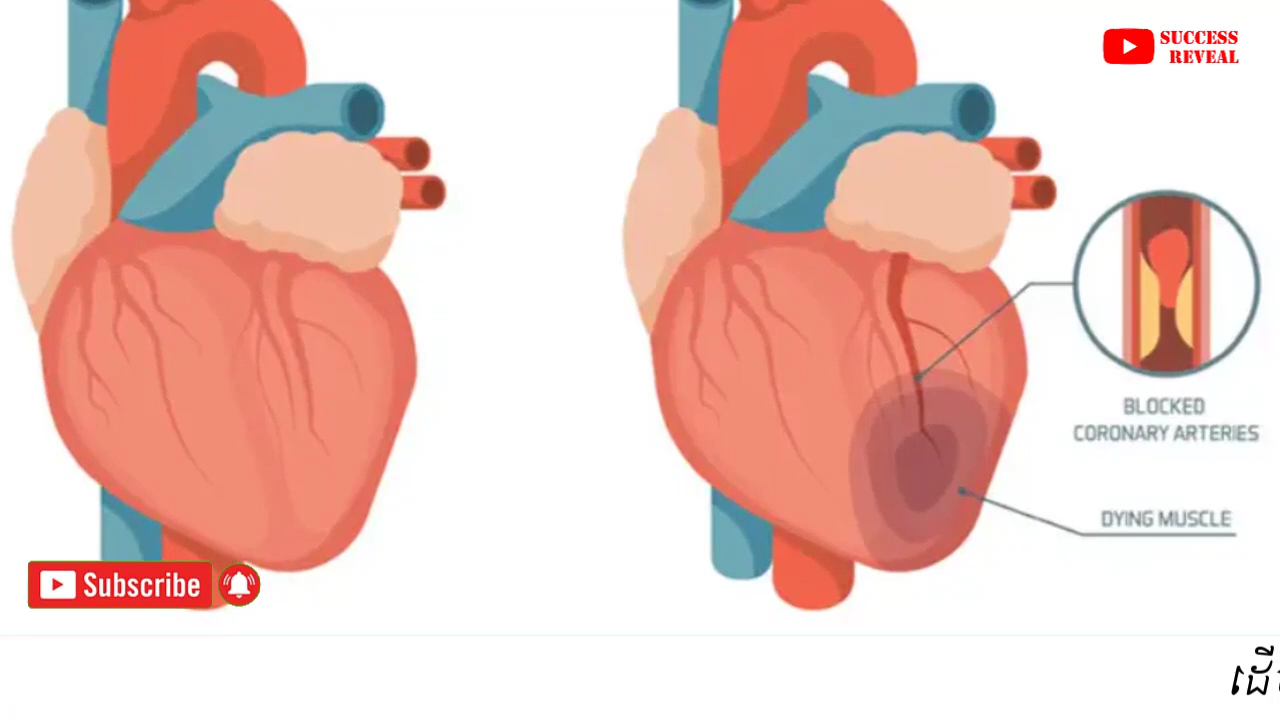 SUCCESS
REVEAL
BLOCKED
CORONARY ARTERIES
DYING MUSCLE
Subscribe